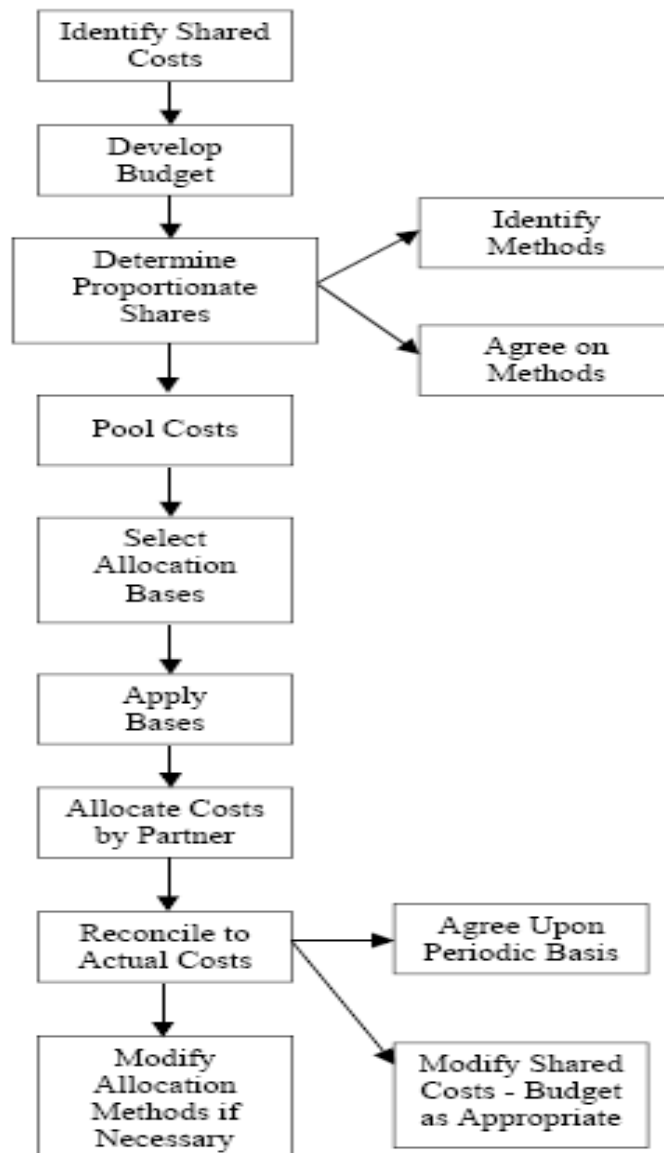 Identify Shared
Costs
Develop
Budget
Determine
Proportionate
Shares
Identify
Methods
Agree on
Methods
Pool Costs
Select
Allocation
Bases
Apply
Bases
Allocate Costs
by Partner
Reconcile to
Actual Costs
Agree Upon
Periodic Basis
Modify
Allocation
Methods if
Necessary
Modify Shared
Costs - Budget
as Appropriate